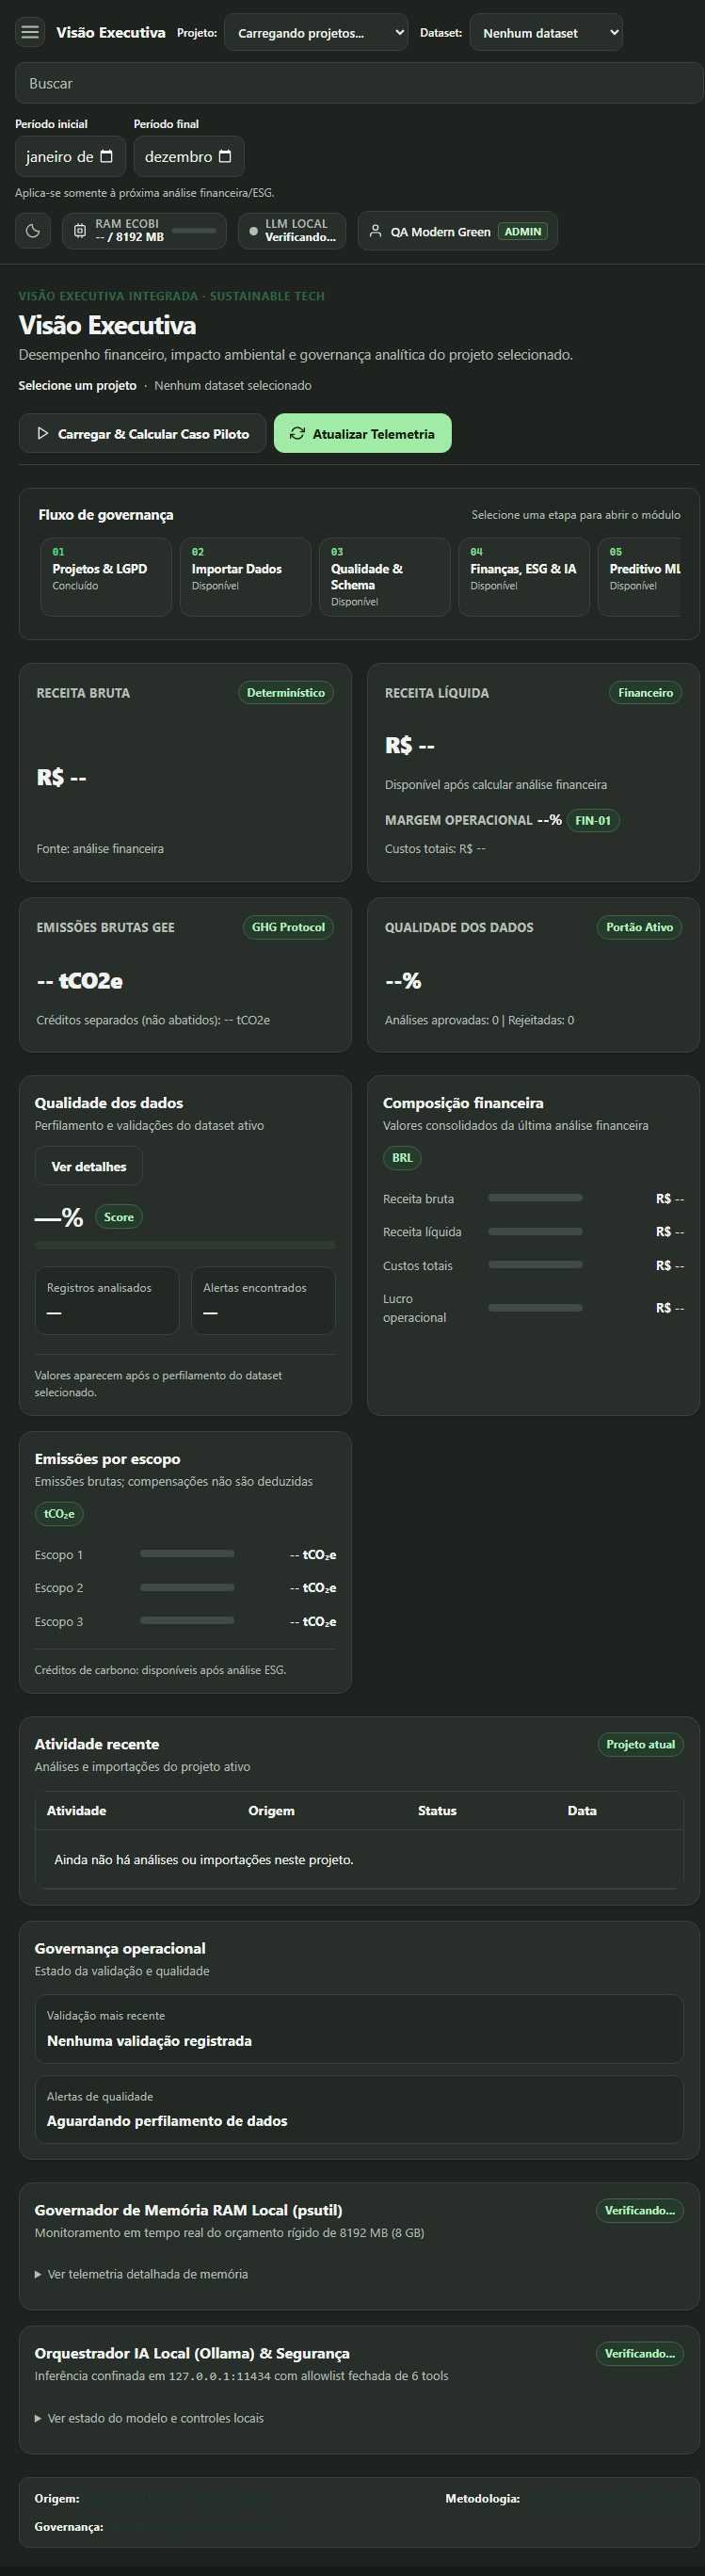 Visão Executiva Projeto: Carregando projetos... Dataset: Nenhum dataset
Buscar
Período inicial Período final
janeiro de dezembro
Aplica-se somente à próxima análise financeira/ESG.
RAM ECOBI
-- / 8192 MB
LLM LOCAL
Verificando...
QA Modern Green ADMIN
VISÃO EXECUTIVA INTEGRADA · SUSTAINABLE TECH
Visão Executiva
Desempenho financeiro, impacto ambiental e governança analítica do projeto selecionado.
Selecione um projeto · Nenhum dataset selecionado
Carregar & Calcular Caso Piloto Atualizar Telemetria
Fluxo de governança Selecione uma etapa para abrir o módulo
01
Projetos & LGPD
Concluído
02
Importar Dados
Disponível
03
Qualidade &
Schema
Disponível
04
Finanças, ESG & IA
Disponível
05
Preditivo ML
Disponível
RECEITA BRUTA Determinístico
R$ --
Fonte: análise financeira
RECEITA LÍQUIDA Financeiro
R$ --
Disponível após calcular análise financeira
MARGEM OPERACIONAL --% FIN-01
Custos totais: R$ --
EMISSÕES BRUTAS GEE GHG Protocol
-- tCO2e
Créditos separados (não abatidos): -- tCO2e
QUALIDADE DOS DADOS Portão Ativo
--%
Análises aprovadas: 0 | Rejeitadas: 0
Qualidade dos dados
Perfilamento e validações do dataset ativo
Ver detalhes
—% Score
Registros analisados
—
Alertas encontrados
—
Valores aparecem após o perfilamento do dataset
selecionado.
Composição financeira
Valores consolidados da última análise financeira
BRL
Receita bruta R$ --
Receita líquida R$ --
Custos totais R$ --
Lucro
operacional R$ --
Emissões por escopo
Emissões brutas; compensações não são deduzidas
tCO₂e
Escopo 1 -- tCO₂e
Escopo 2 -- tCO₂e
Escopo 3 -- tCO₂e
Créditos de carbono: disponíveis após análise ESG.
Atividade recente Projeto atual
Análises e importações do projeto ativo
Atividade Origem Status Data
Ainda não há análises ou importações neste projeto.
Governança operacional
Estado da validação e qualidade
Validação mais recente
Nenhuma validação registrada
Alertas de qualidade
Aguardando perfilamento de dados
Governador de Memória RAM Local (psutil) Verificando...
Monitoramento em tempo real do orçamento rígido de 8192 MB (8 GB)
Ver telemetria detalhada de memória
Orquestrador IA Local (Ollama) & Segurança Verificando...
Inferência confinada em 127.0.0.1:11434 com allowlist fechada de 6 tools
Ver estado do modelo e controles locais
Origem: Metodologia:
Governança: